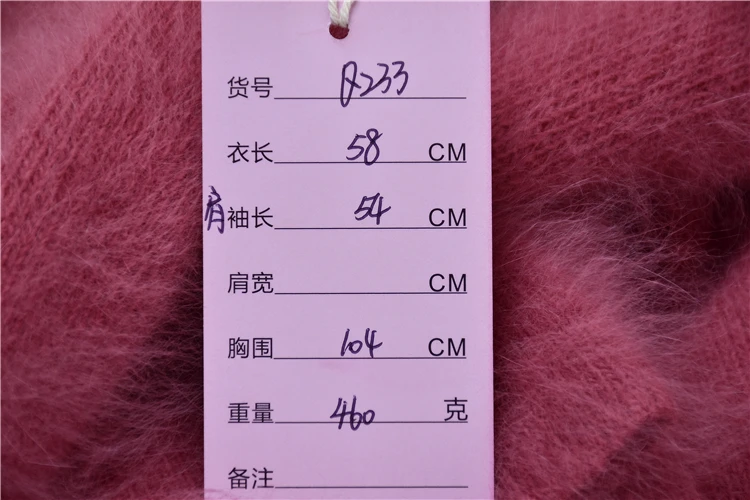 货号 Q233
衣长 58 CM
肩袖长 54 CM
肩宽 CM
胸围 104 CM
重量 460 克
备注